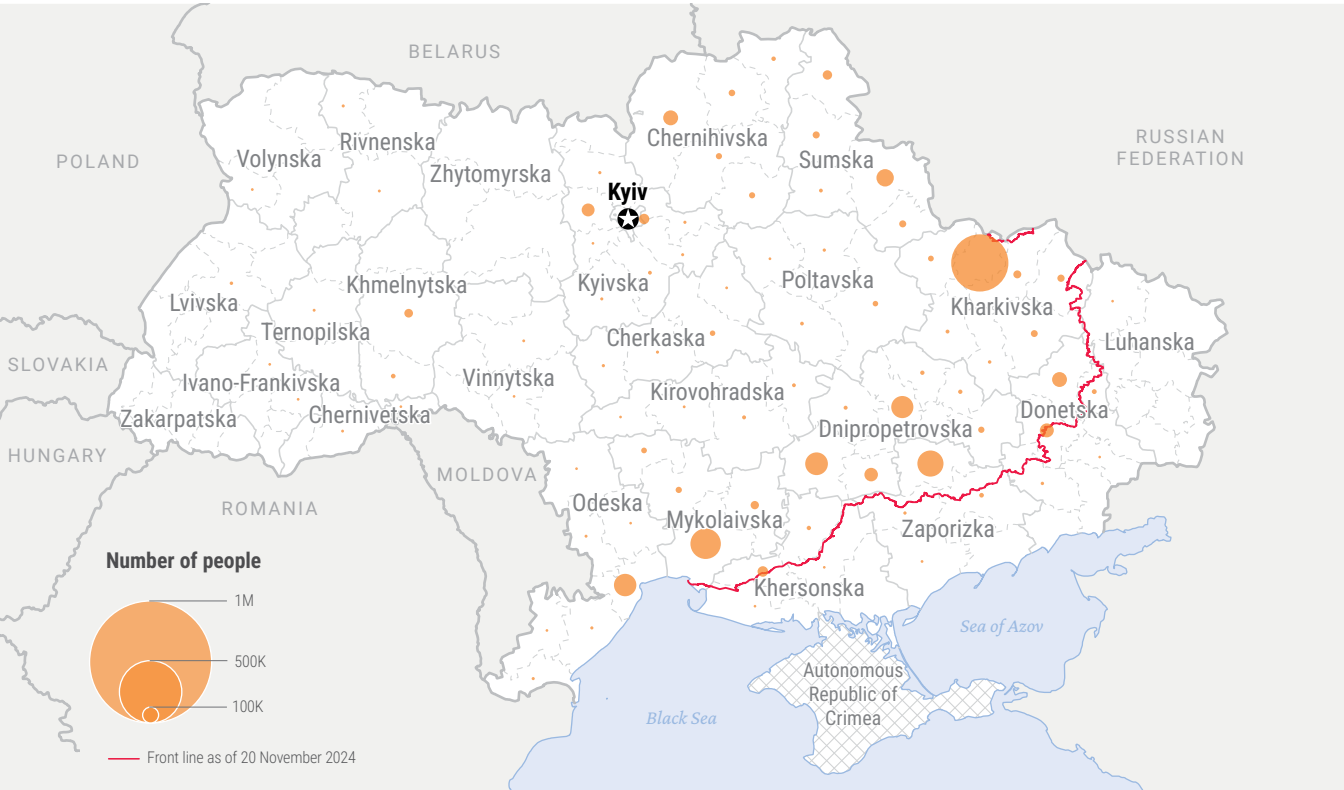 BELARUS
RUSSIAN
FEDERATION
POLAND
Chernihivska
Rivnenska
Volynska
Sumska
Zhytomyrska
Kyiv
Kyivska
Poltavska
Khmelnytska
Lvivska
Kharkivska
Ternopilska
Cherkaska
Luhanska
SLOVAKIA
Ivano-Frankivska
Vinnytska
Kirovohradska
Zakarpatska
Chernivetska
Donetska
Dnipropetrovska
HUNGARY
MOLDOVA
ROMANIA
Odeska
Mykolaivska
Zaporizka
Khersonska
Sea of Azov
Autonomous
Republic of
Crimea
Black Sea
Number of people
1M
500K
100K
Front line as of 20 November 2024